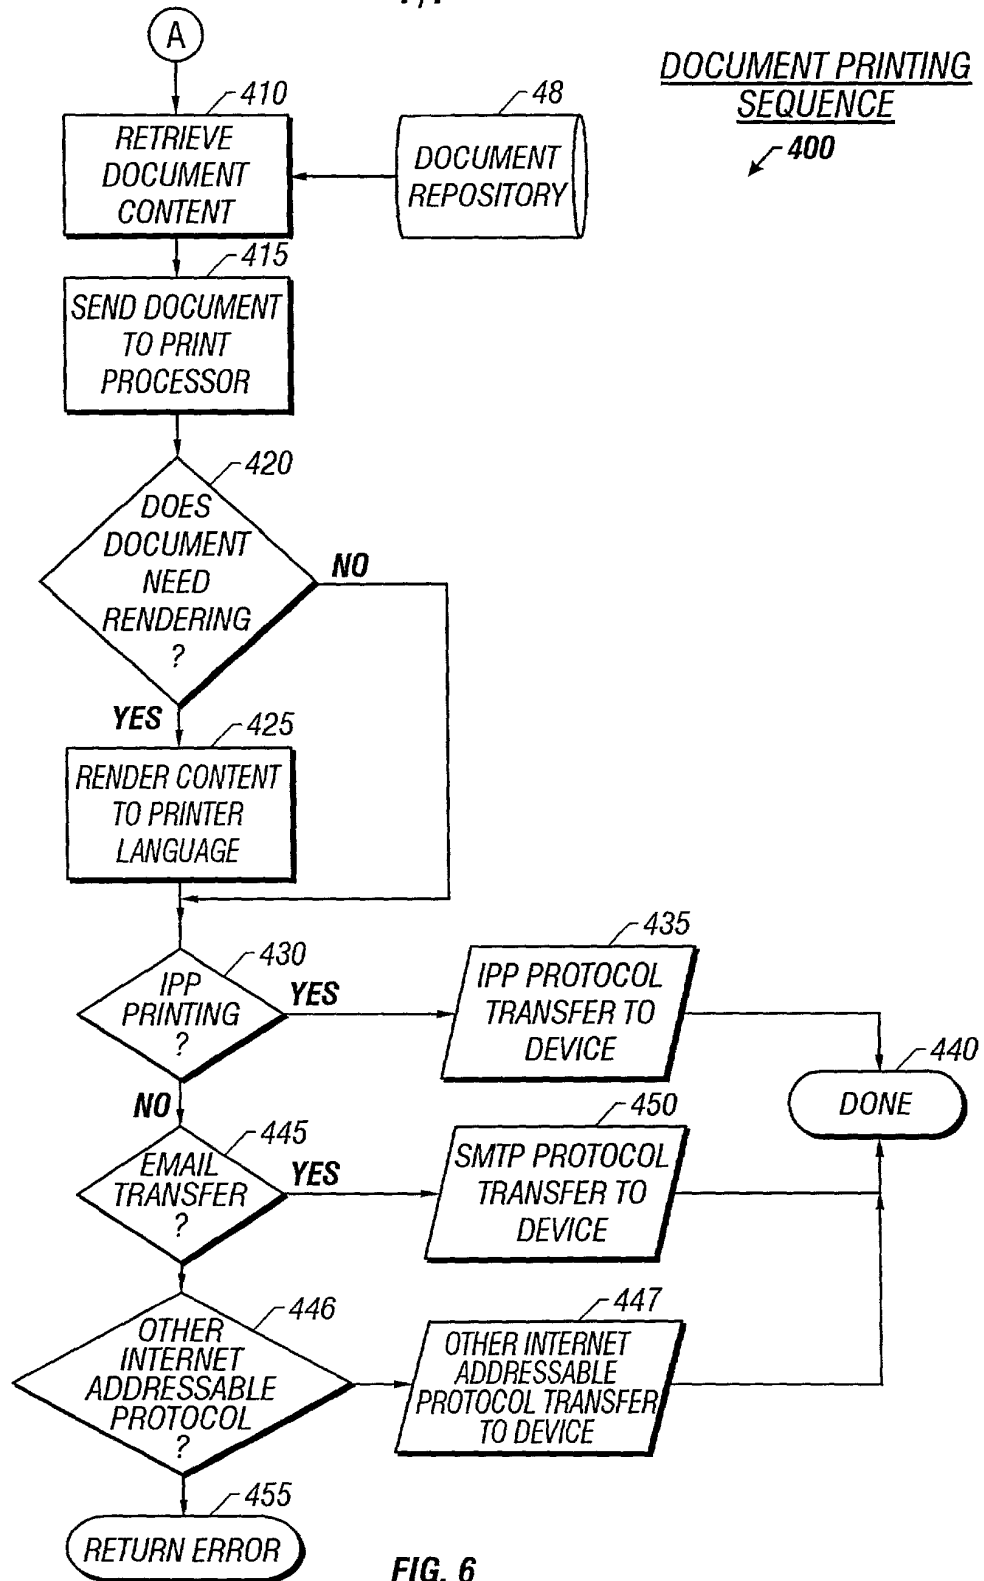 A
DOCUMENT PRINTING
SEQUENCE
400
410
RETRIEVE
DOCUMENT
CONTENT
48
DOCUMENT
REPOSITORY
415
SEND DOCUMENT
TO PRINT
PROCESSOR
420
DOES
DOCUMENT
NEED
RENDERING
?
NO
YES
425
RENDER CONTENT
TO PRINTER
LANGUAGE
430
IPP
PRINTING
?
YES
435
IPP PROTOCOL
TRANSFER TO
DEVICE
440
DONE
NO
445
EMAIL
TRANSFER
?
YES
450
SMTP PROTOCOL
TRANSFER TO
DEVICE
446
OTHER
INTERNET
ADDRESSABLE
PROTOCOL
?
447
OTHER INTERNET
ADDRESSABLE
PROTOCOL TRANSFER
TO DEVICE
455
RETURN ERROR
FIG. 6